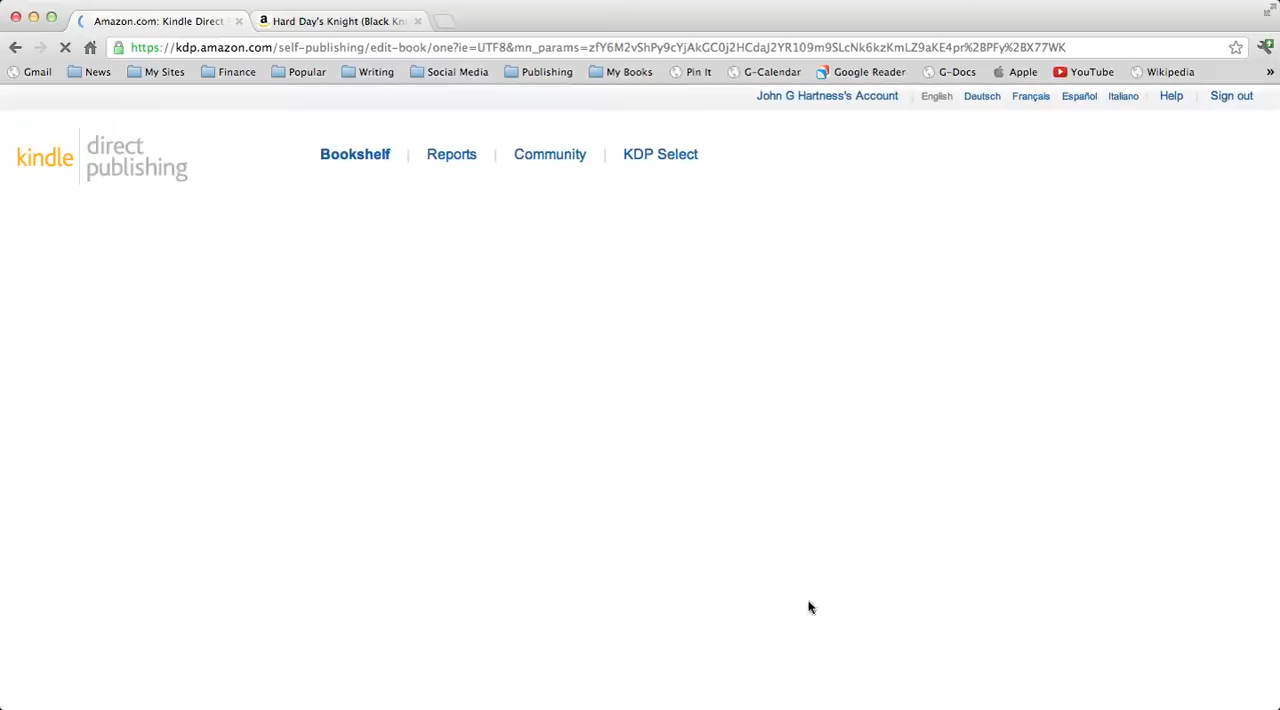 Amazon.com: Kindle Direct
Hard Day's Knight (Black Kn
https://kdp.amazon.com/self-publishing/edit-book/one?ie=UTF8&mn_params=zfY6M2vShPy9cYjAkGC0j2HCdaJ2YR109m9SLcNk6kzKmLZ9aKE4pr%2BPFy%2BX77WK
Gmail News My Sites Finance Popular Writing Social Media Publishing My Books Pin It G-Calendar Google Reader G-Docs Apple YouTube Wikipedia »
John G Hartness's Account English Deutsch Français Español Italiano Help Sign out
kindle direct publishing
Bookshelf Reports Community KDP Select